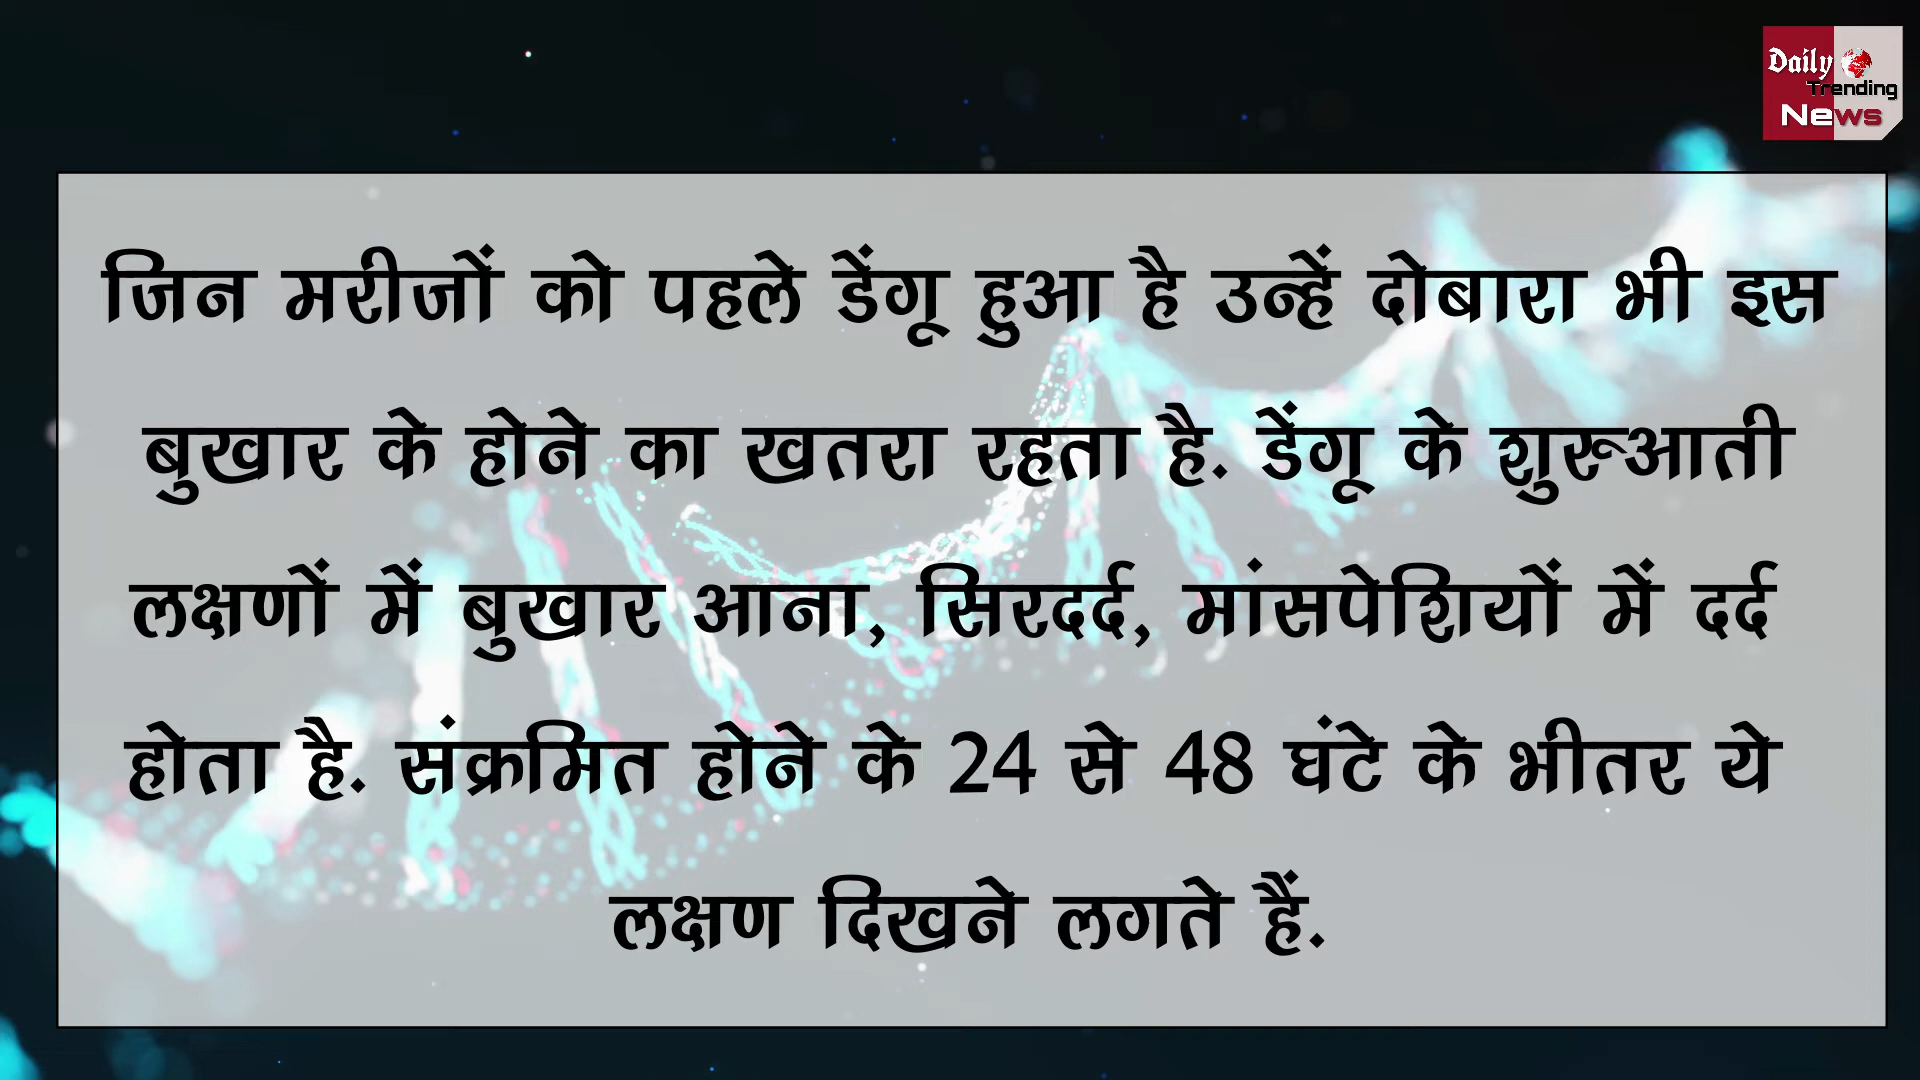 Daily
Trending
News
जिन मरीजों को पहले डेंगू हुआ है उन्हें दोबारा भी इस
बुखार के होने का खतरा रहता है. डेंगू के शुरूआती
लक्षणों में बुखार आना, सिरदर्द, मांसपेशियों में दर्द
होता है. संक्रमित होने के 24 से 48 घंटे के भीतर ये
लक्षण दिखने लगते हैं.